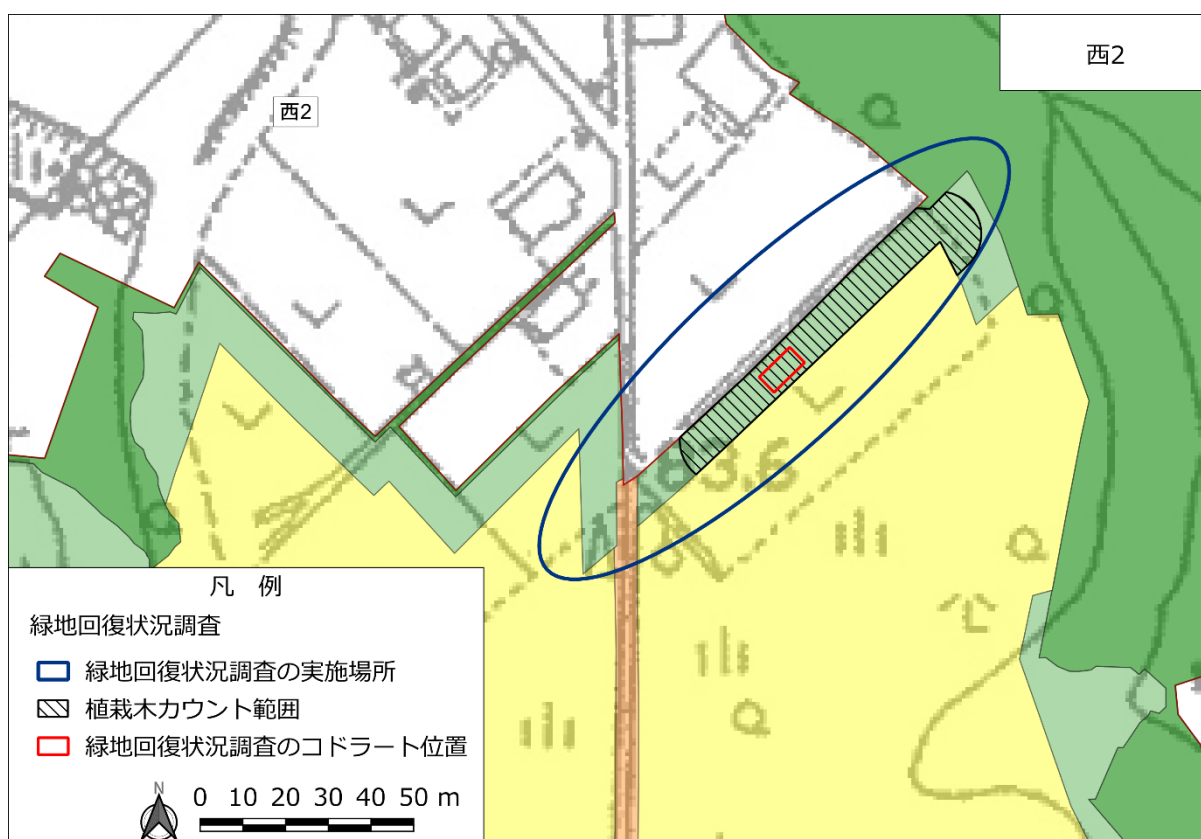 西2
西2
凡 例
緑地回復状況調査
緑地回復状況調査の実施場所
植栽木カウント範囲
緑地回復状況調査のコドラート位置
N
0 10 20 30 40 50 m